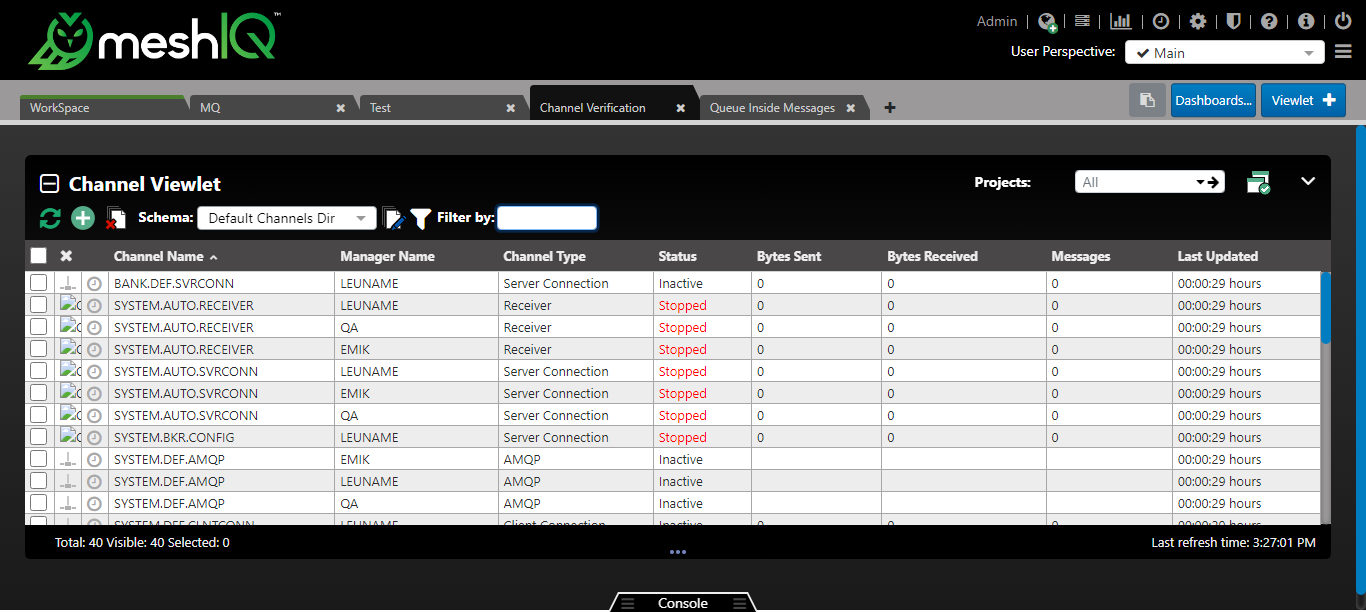 meshIQ™
Admin
User Perspective: Main
WorkSpace MQ Test Channel Verification Queue Inside Messages Dashboards... Viewlet
Channel Viewlet Projects: All
Schema: Default Channels Dir Filter by:
Channel Name Manager Name Channel Type Status Bytes Sent Bytes Received Messages Last Updated
BANK.DEF.SVRCONN LEUNAME Server Connection Inactive 0 0 0 00:00:29 hours
SYSTEM.AUTO.RECEIVER LEUNAME Receiver Stopped 0 0 0 00:00:29 hours
SYSTEM.AUTO.RECEIVER QA Receiver Stopped 0 0 0 00:00:29 hours
SYSTEM.AUTO.RECEIVER EMIK Receiver Stopped 0 0 0 00:00:29 hours
SYSTEM.AUTO.SVRCONN LEUNAME Server Connection Stopped 0 0 0 00:00:29 hours
SYSTEM.AUTO.SVRCONN EMIK Server Connection Stopped 0 0 0 00:00:29 hours
SYSTEM.AUTO.SVRCONN QA Server Connection Stopped 0 0 0 00:00:29 hours
SYSTEM.BKR.CONFIG LEUNAME Server Connection Stopped 0 0 0 00:00:29 hours
SYSTEM.DEF.AMQP EMIK AMQP Inactive 00:00:29 hours
SYSTEM.DEF.AMQP LEUNAME AMQP Inactive 00:00:29 hours
SYSTEM.DEF.AMQP QA AMQP Inactive 00:00:29 hours
SYSTEM.DEF.CLNTCONN LEUNAME Client Connection Inactive 0 0 0 00:00:29 hours
Total: 40 Visible: 40 Selected: 0 Last refresh time: 3:27:01 PM
Console